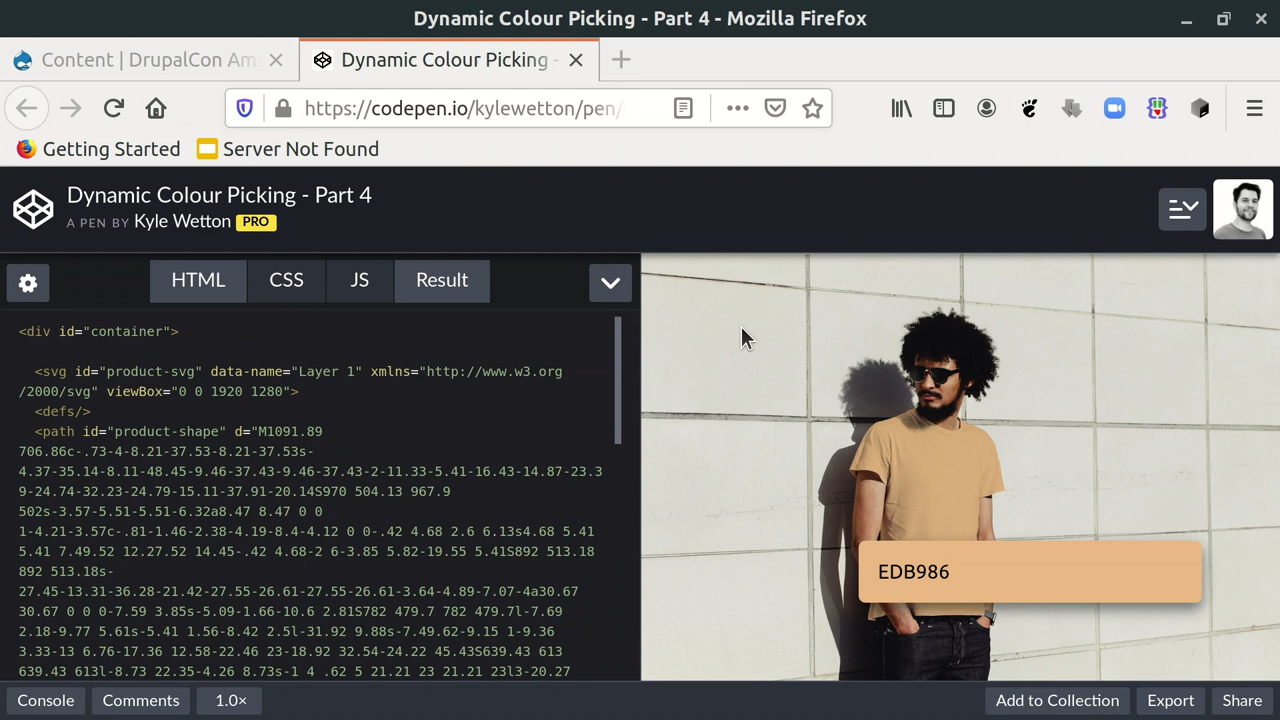 Dynamic Colour Picking - Part 4 - Mozilla Firefox
Content | DrupalCon Am
Dynamic Colour Picking -
https://codepen.io/kylewetton/pen/
Getting Started
Server Not Found
Dynamic Colour Picking - Part 4
A PEN BY Kyle Wetton PRO
HTML CSS JS Result
<div id="container">
<svg id="product-svg" data-name="Layer 1" xmlns="http://www.w3.org
/2000/svg" viewBox="0 0 1920 1280">
<defs/>
<path id="product-shape" d="M1091.89
706.86c-.73-4-8.21-37.53-8.21-37.53s-
4.37-35.14-8.11-48.45-9.46-37.43-9.46-37.43-2-11.33-5.41-16.43-14.87-23.3
9-24.74-32.23-24.79-15.11-37.91-20.14S970 504.13 967.9
502s-3.57-5.51-5.51-6.32a8.47 8.47 0 0
1-4.21-3.57c-.81-1.46-2.38-4.19-8.4-4.12 0 0-.42 4.68 2.6 6.13s4.68 5.41
5.41 7.49.52 12.27.52 14.45-.42 4.68-2 6-3.85 5.82-19.55 5.41S892 513.18
892 513.18s-
27.45-13.31-36.28-21.42-27.55-26.61-27.55-26.61-3.64-4.89-7.07-4a30.67
30.67 0 0 0-7.59 3.85s-5.09-1.66-10.6 2.81S782 479.7 782 479.7l-7.69
2.18-9.77 5.61s-5.41 1.56-8.42 2.5l-31.92 9.88s-7.49.62-9.15 1-9.36
3.33-13 6.76-17.36 12.58-22.46 23-18.92 32.54-24.22 45.43S639.43 613
639.43 613l-8.73 22.35-4.26 8.73s-1 4 .62 5 21.21 23 21.21 23l3-20.27
EDB986
Console Comments 1.0×
Add to Collection Export Share